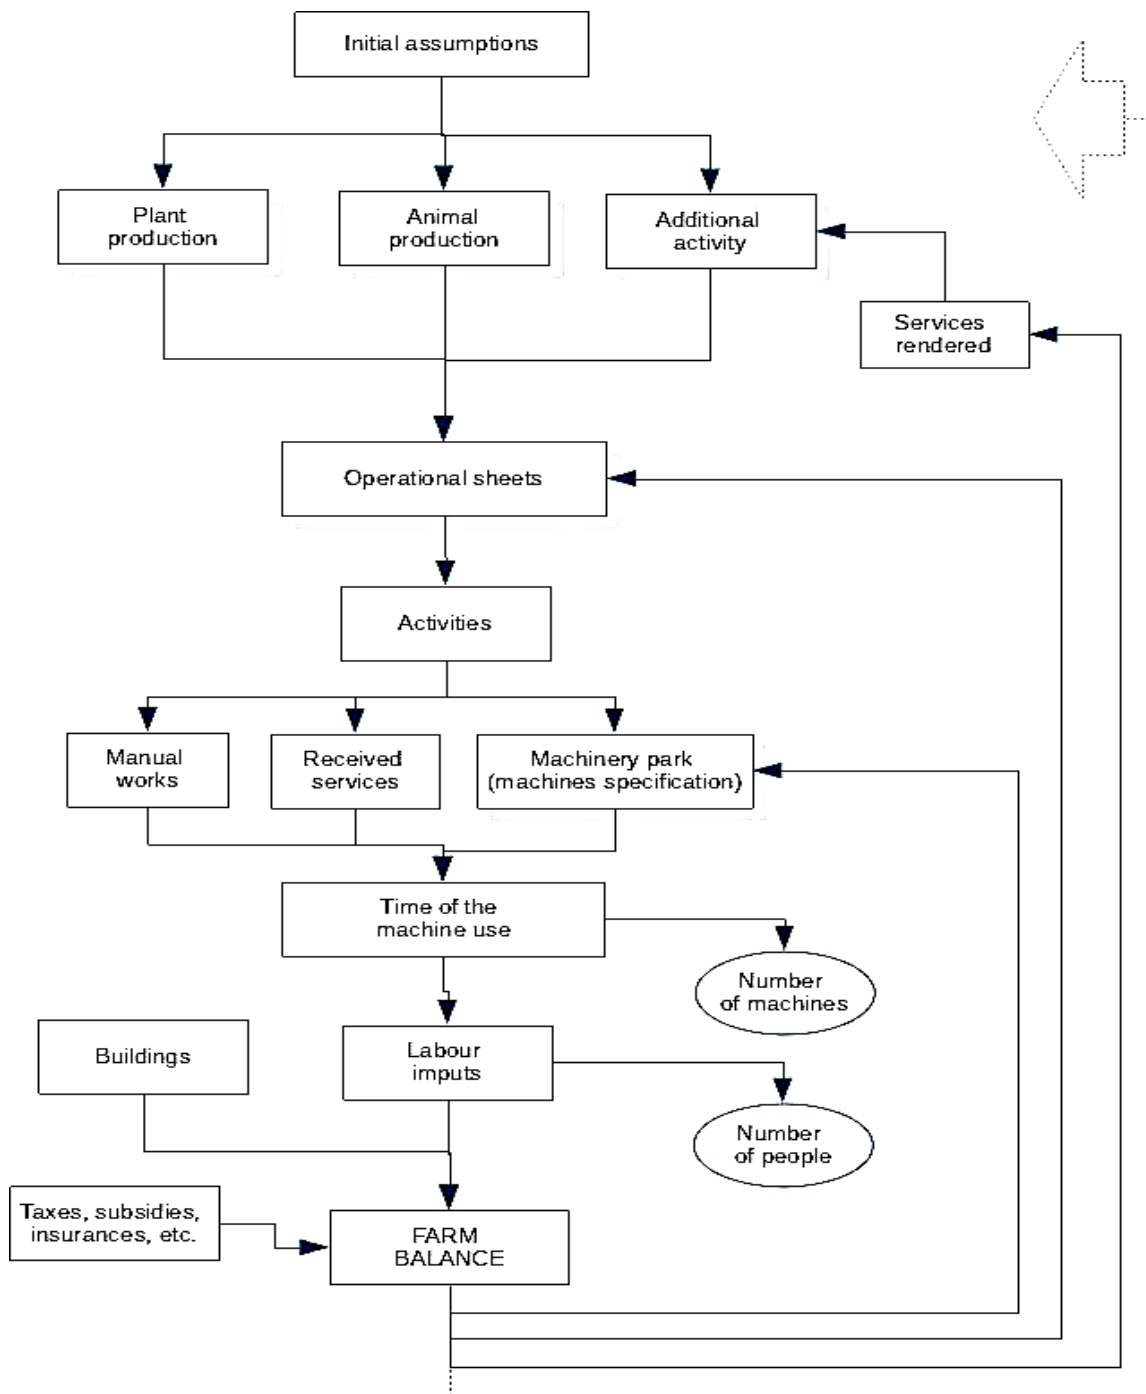 Initial assumptions
Plant
production
Animal
production
Additional
activity
Services
rendered
Operational sheets
Activities
Manual
works
Received
services
Machinery park
(machines specification)
Time of the
machine use
Number
of machines
Buildings
Labour
imputs
Number
of people
Taxes, subsidies,
insurances, etc.
FARM
BALANCE